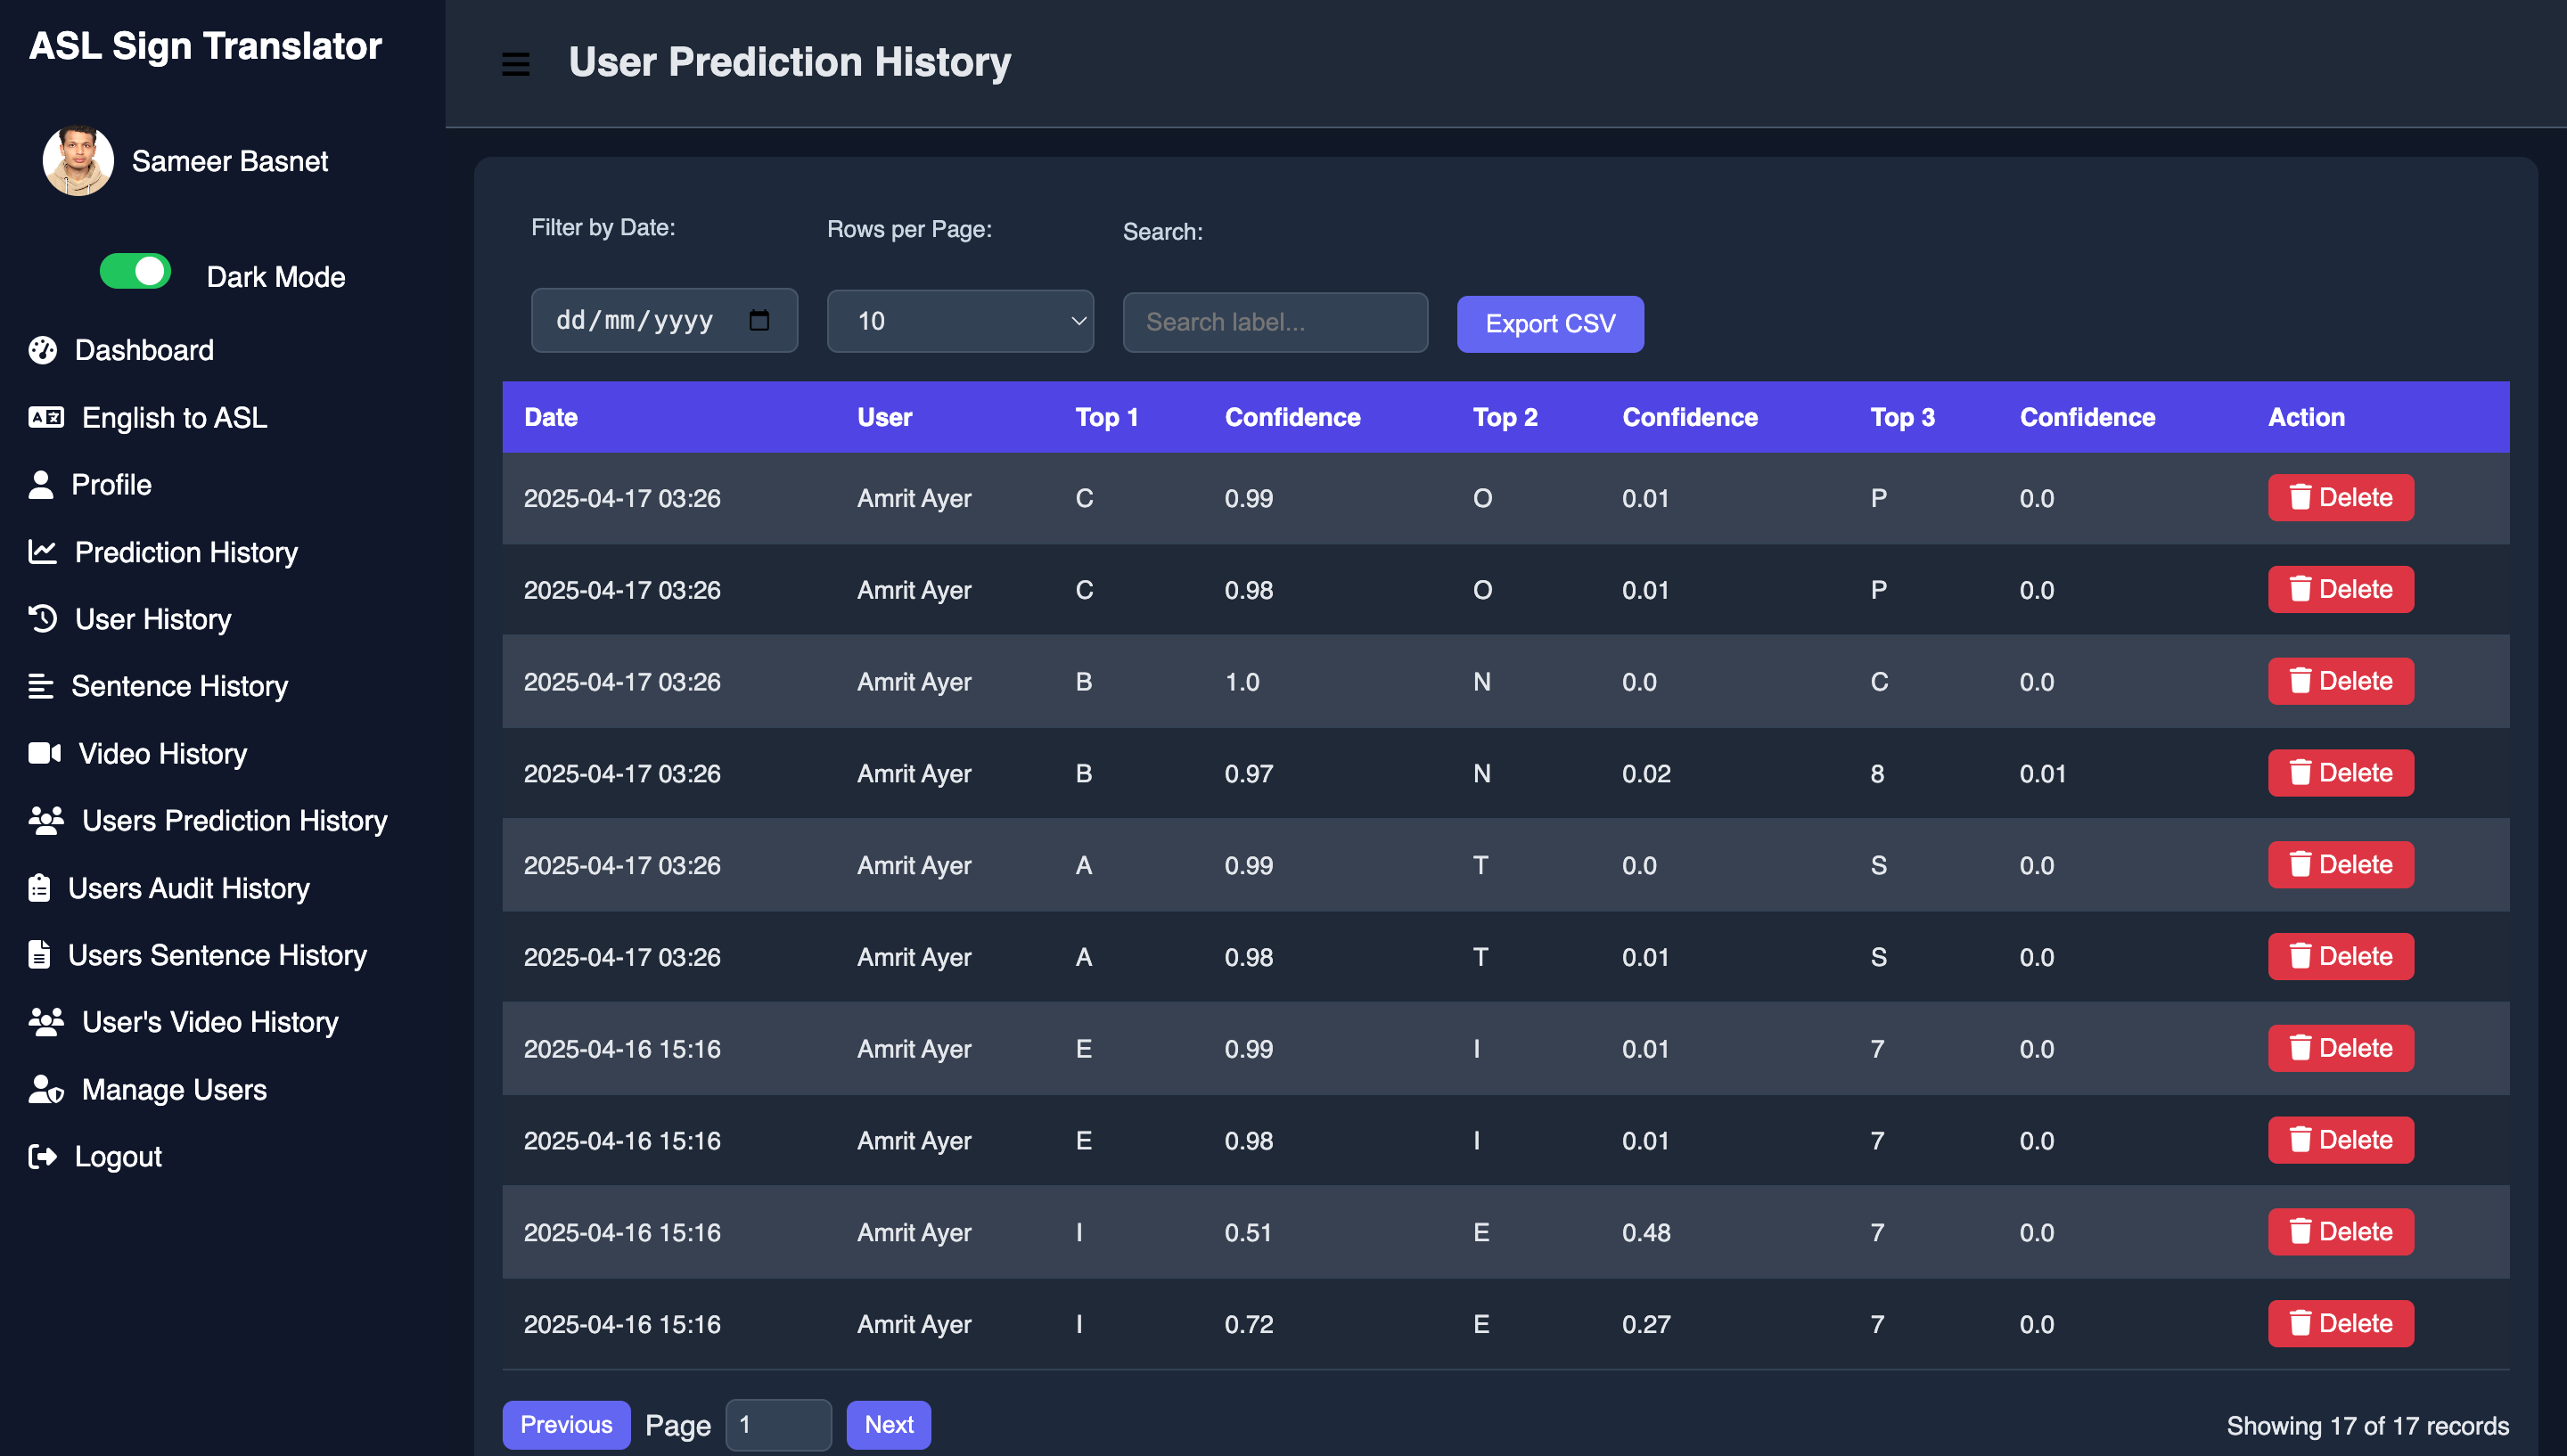 ASL Sign Translator
Sameer Basnet
Dark Mode
Dashboard
English to ASL
Profile
Prediction History
User History
Sentence History
Video History
Users Prediction History
Users Audit History
Users Sentence History
User's Video History
Manage Users
Logout
User Prediction History
Filter by Date: Rows per Page: Search:
dd/mm/yyyy 10 Search label... Export CSV
Date User Top 1 Confidence Top 2 Confidence Top 3 Confidence Action
2025-04-17 03:26 Amrit Ayer C 0.99 O 0.01 P 0.0 Delete
2025-04-17 03:26 Amrit Ayer C 0.98 O 0.01 P 0.0 Delete
2025-04-17 03:26 Amrit Ayer B 1.0 N 0.0 C 0.0 Delete
2025-04-17 03:26 Amrit Ayer B 0.97 N 0.02 8 0.01 Delete
2025-04-17 03:26 Amrit Ayer A 0.99 T 0.0 S 0.0 Delete
2025-04-17 03:26 Amrit Ayer A 0.98 T 0.01 S 0.0 Delete
2025-04-16 15:16 Amrit Ayer E 0.99 I 0.01 7 0.0 Delete
2025-04-16 15:16 Amrit Ayer E 0.98 I 0.01 7 0.0 Delete
2025-04-16 15:16 Amrit Ayer I 0.51 E 0.48 7 0.0 Delete
2025-04-16 15:16 Amrit Ayer I 0.72 E 0.27 7 0.0 Delete
Previous Page 1 Next Showing 17 of 17 records